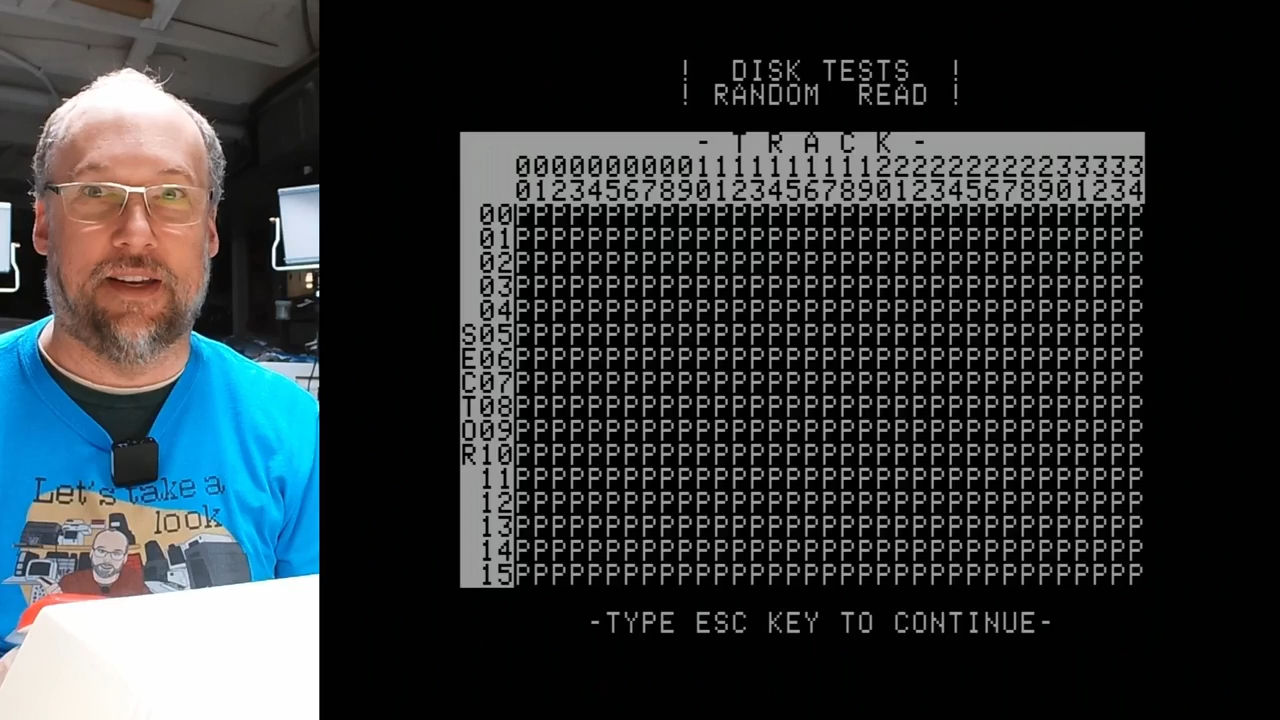 ! DISK TESTS !
! RANDOM READ !
- T R A C K -
00000000001111111111222222222233333
01234567890123456789012345678901234
00PPPPPPPPPPPPPPPPPPPPPPPPPPPPPPPPPPP
01PPPPPPPPPPPPPPPPPPPPPPPPPPPPPPPPPPP
02PPPPPPPPPPPPPPPPPPPPPPPPPPPPPPPPPPP
03PPPPPPPPPPPPPPPPPPPPPPPPPPPPPPPPPPP
04PPPPPPPPPPPPPPPPPPPPPPPPPPPPPPPPPPP
S05PPPPPPPPPPPPPPPPPPPPPPPPPPPPPPPPPPP
E06PPPPPPPPPPPPPPPPPPPPPPPPPPPPPPPPPPP
C07PPPPPPPPPPPPPPPPPPPPPPPPPPPPPPPPPPP
T08PPPPPPPPPPPPPPPPPPPPPPPPPPPPPPPPPPP
O09PPPPPPPPPPPPPPPPPPPPPPPPPPPPPPPPPPP
R10PPPPPPPPPPPPPPPPPPPPPPPPPPPPPPPPPPP
11PPPPPPPPPPPPPPPPPPPPPPPPPPPPPPPPPPP
12PPPPPPPPPPPPPPPPPPPPPPPPPPPPPPPPPPP
13PPPPPPPPPPPPPPPPPPPPPPPPPPPPPPPPPPP
14PPPPPPPPPPPPPPPPPPPPPPPPPPPPPPPPPPP
15PPPPPPPPPPPPPPPPPPPPPPPPPPPPPPPPPPP
-TYPE ESC KEY TO CONTINUE-
Let's take a
look